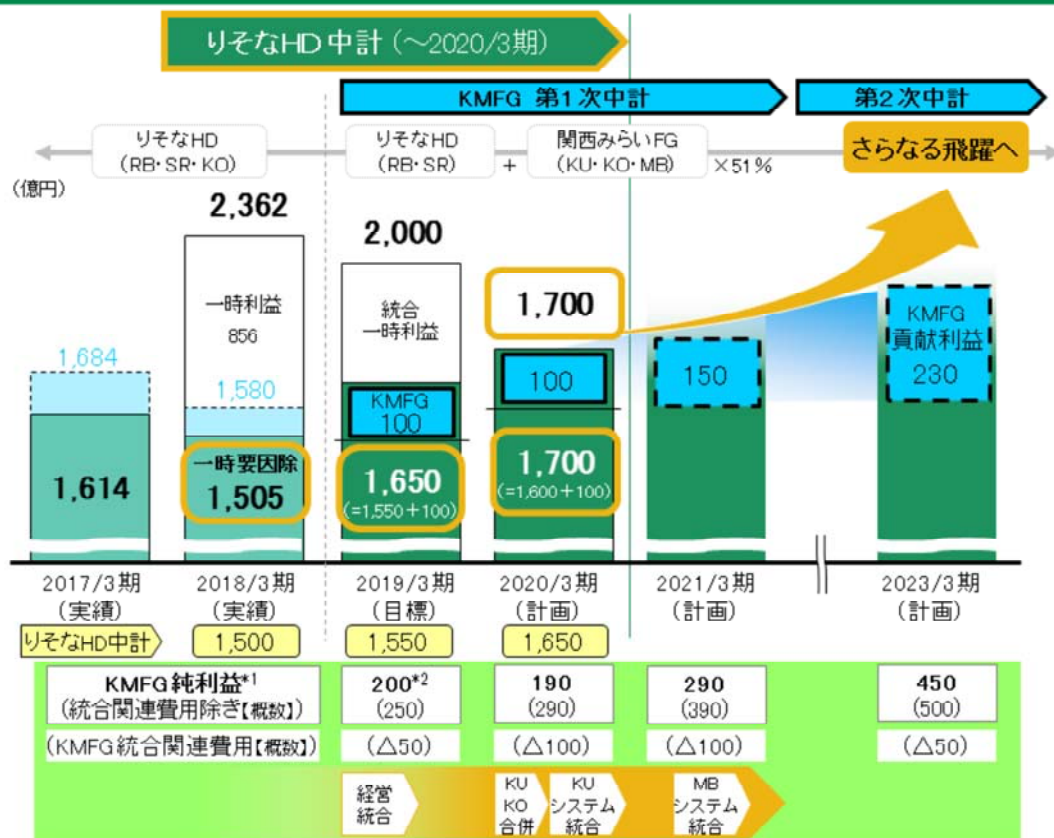 りそなHD中計(～2020/3期)
KMFG 第1次中計
第2次中計
りそなHD
(RB・SR・KO)
りそなHD
(RB・SR)
+
関西みらいFG
(KU・KO・MB)
×51%
さらなる飛躍へ
(億円)
2,362
2,000
1,700
一時利益
856
統合
一時利益
1,684
1,580
KMFG
100
100
150
KMFG
貢献利益
230
1,614
一時要因除
1,505
1,650
(=1,550+100)
1,700
(=1,600+100)
2017/3期
(実績)
2018/3期
(実績)
2019/3期
(目標)
2020/3期
(計画)
2021/3期
(計画)
2023/3期
(計画)
りそなHD中計
1,500
1,550
1,650
KMFG純利益*1
(統合関連費用除き【概数】)
200*2
(250)
190
(290)
290
(390)
450
(500)
(KMFG統合関連費用【概数】)
(△50)
(△100)
(△100)
(△50)
経営
統合
KU
KO
合併
KU
システム
統合
MB
システム
統合